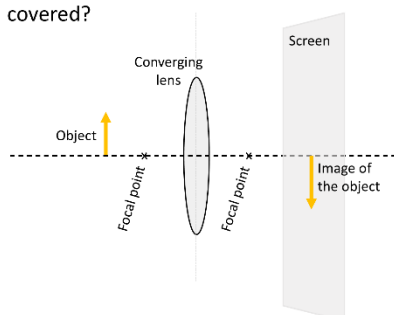 covered?
Converging
lens
Screen
Object
Focal point
Focal point
Image of
the object